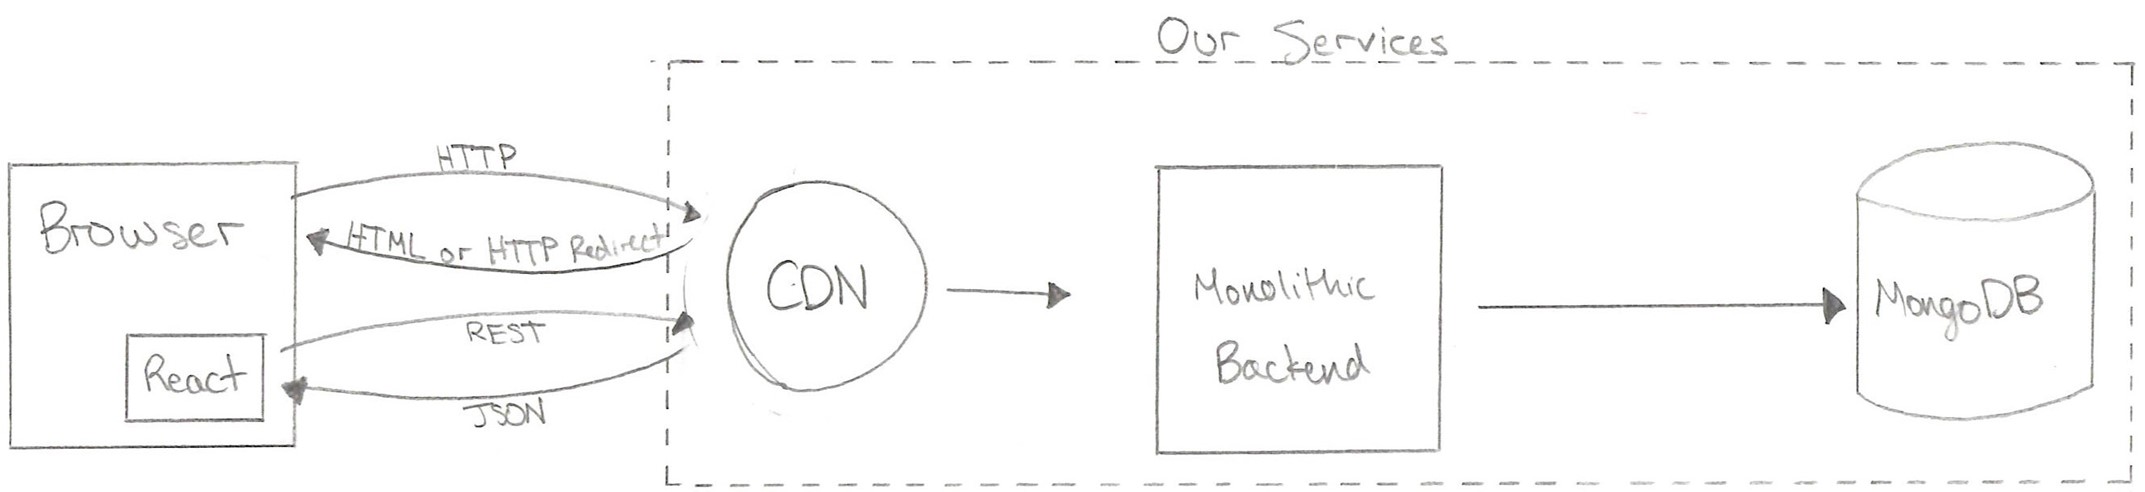 Our Services
HTTP
Browser
HTML or HTTP Redirect
CDN
Monolithic
Backend
MongoDB
REST
React
JSON